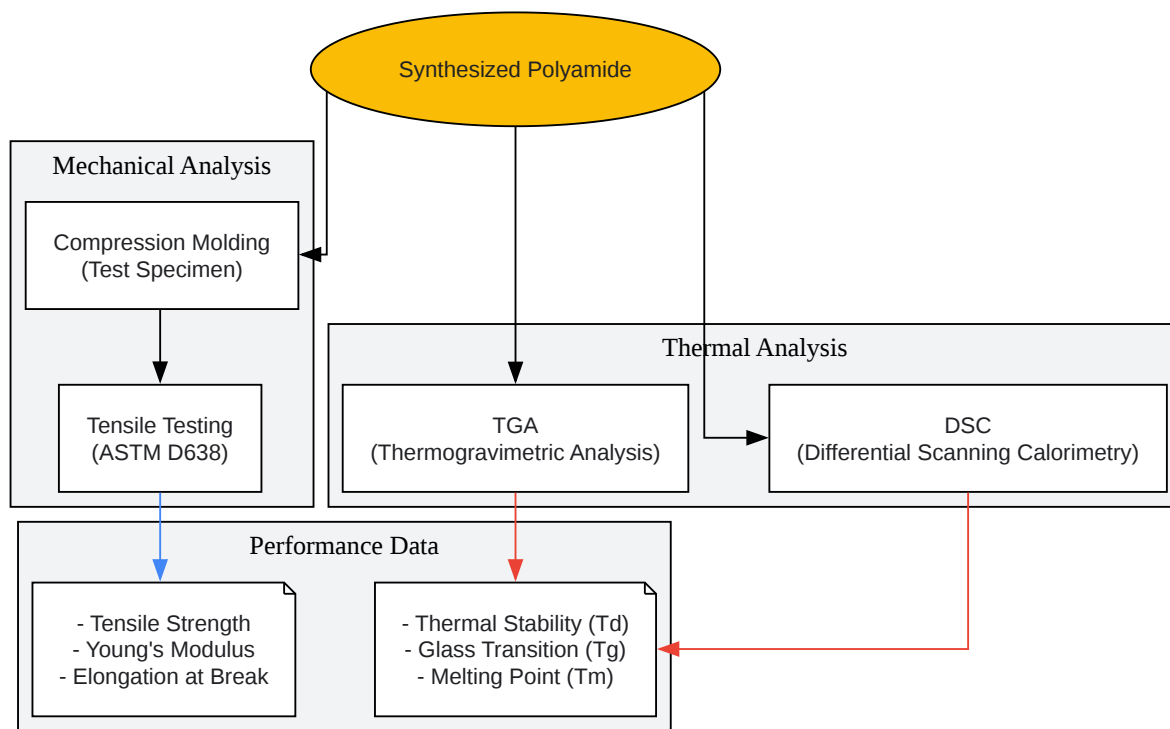 Synthesized Polyamide
Mechanical Analysis
Compression Molding
(Test Specimen)
Tensile Testing
(ASTM D638)
Thermal Analysis
TGA
(Thermogravimetric Analysis)
DSC
(Differential Scanning Calorimetry)
Performance Data
- Tensile Strength
- Young's Modulus
- Elongation at Break
- Thermal Stability (Td)
- Glass Transition (Tg)
- Melting Point (Tm)